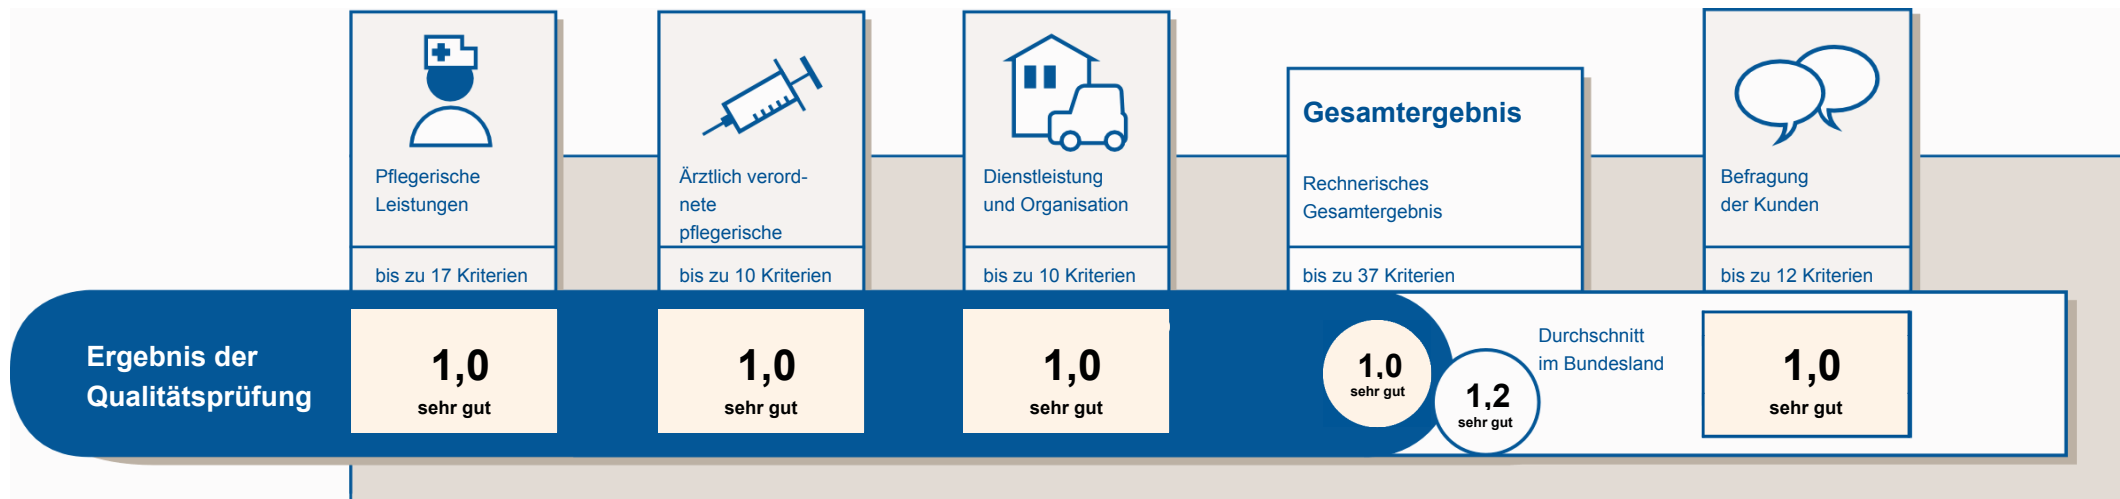 Pflegerische
Leistungen
bis zu 17 Kriterien
Ärztlich verord-
nete
pflegerische
bis zu 10 Kriterien
Dienstleistung
und Organisation
bis zu 10 Kriterien
Gesamtergebnis
Rechnerisches
Gesamtergebnis
bis zu 37 Kriterien
Befragung
der Kunden
bis zu 12 Kriterien
Ergebnis der
Qualitätsprüfung
1,0
sehr gut
1,0
sehr gut
1,0
sehr gut
1,0
sehr gut
1,2
sehr gut
Durchschnitt
im Bundesland
1,0
sehr gut